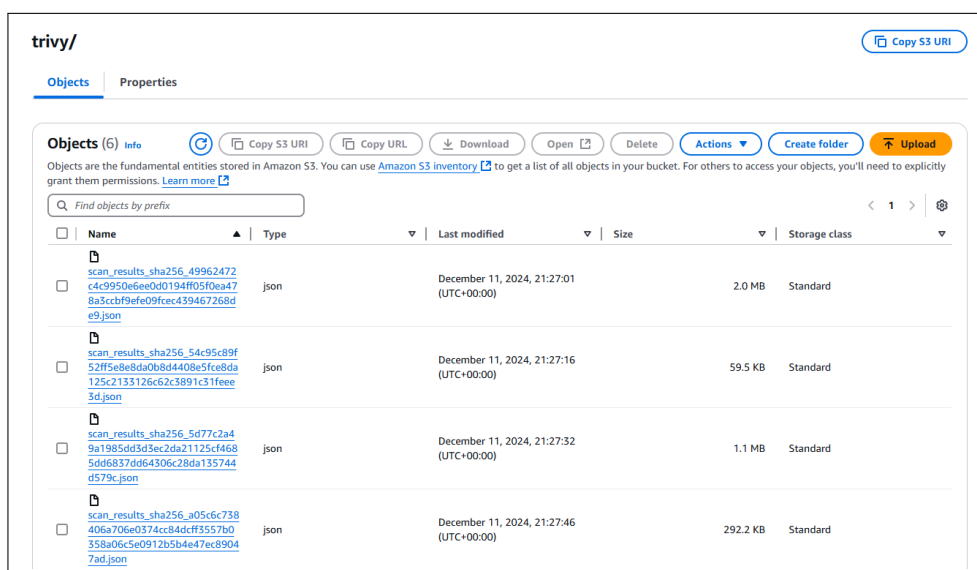 trivy/
Copy S3 URI
Objects
Properties
Objects (6) Info
Copy S3 URI
Copy URL
Download
Open
Delete
Actions
Create folder
Upload
Objects are the fundamental entities stored in Amazon S3. You can use Amazon S3 inventory to get a list of all objects in your bucket. For others to access your objects, you'll need to explicitly
grant them permissions. Learn more
Find objects by prefix
1
Name
Type
Last modified
Size
Storage class
scan_results_sha256_49962472
c4c9950e6ee0d0194ff05f0ea47
8a3ccbf9efe09fcec439467268d
e9.json
json
December 11, 2024, 21:27:01
(UTC+00:00)
2.0 MB
Standard
scan_results_sha256_54c95c89f
52ff5e8e8da0b8d4408e5fce8da
125c2133126c62c3891c31feee
3d.json
json
December 11, 2024, 21:27:16
(UTC+00:00)
59.5 KB
Standard
scan_results_sha256_5d77c2a4
9a1985dd3d3ec2da21125cf468
5dd6837dd64306c28da135744
d579c.json
json
December 11, 2024, 21:27:32
(UTC+00:00)
1.1 MB
Standard
scan_results_sha256_a05c6c738
406a706e0374cc84dcff3557b0
358a06c5e0912b5b4e47ec8904
7ad.json
json
December 11, 2024, 21:27:46
(UTC+00:00)
292.2 KB
Standard